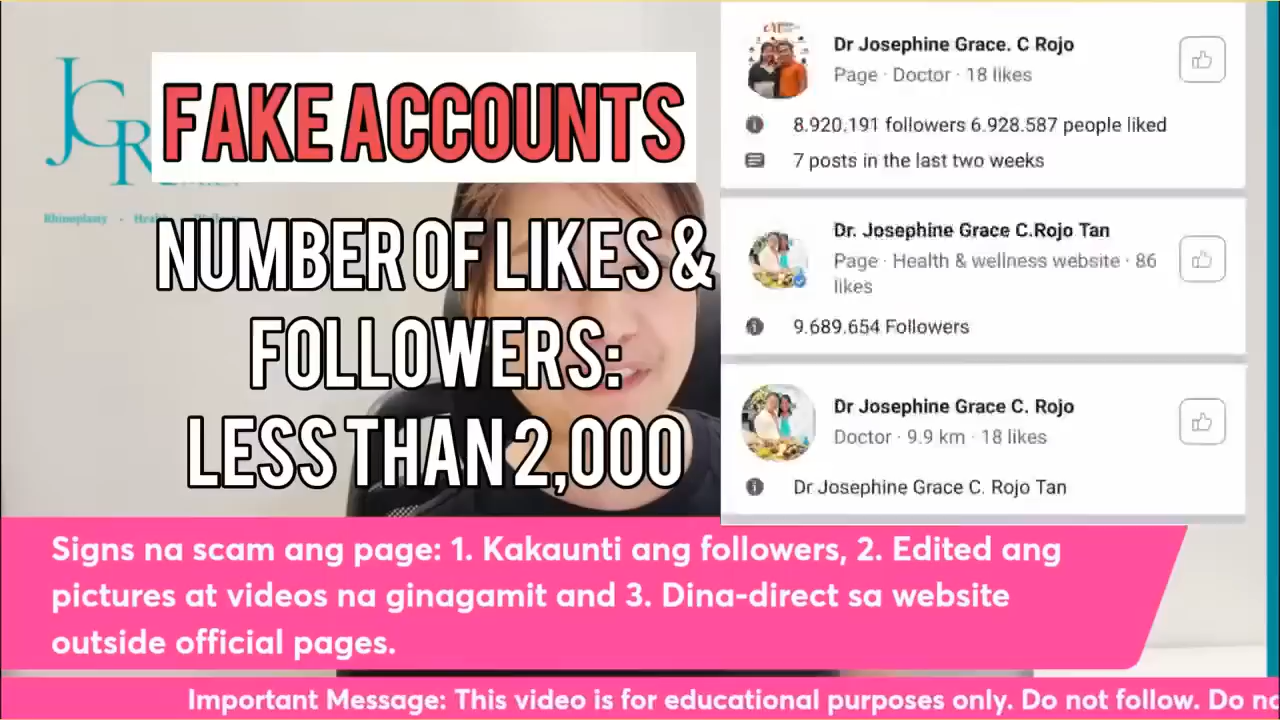 JGR
FAKE ACCOUNTS
NUMBER OF LIKES &
FOLLOWERS:
LESS THAN 2,000
Dr Josephine Grace. C Rojo
Page · Doctor · 18 likes
8.920.191 followers 6.928.587 people liked
7 posts in the last two weeks
Dr. Josephine Grace C.Rojo Tan
Page · Health & wellness website · 86
likes
9.689.654 Followers
Dr Josephine Grace C. Rojo
Doctor · 9.9 km · 18 likes
Dr Josephine Grace C. Rojo Tan
Signs na scam ang page: 1. Kakaunti ang followers, 2. Edited ang
pictures at videos na ginagamit and 3. Dina-direct sa website
outside official pages.
Important Message: This video is for educational purposes only. Do not follow. Do